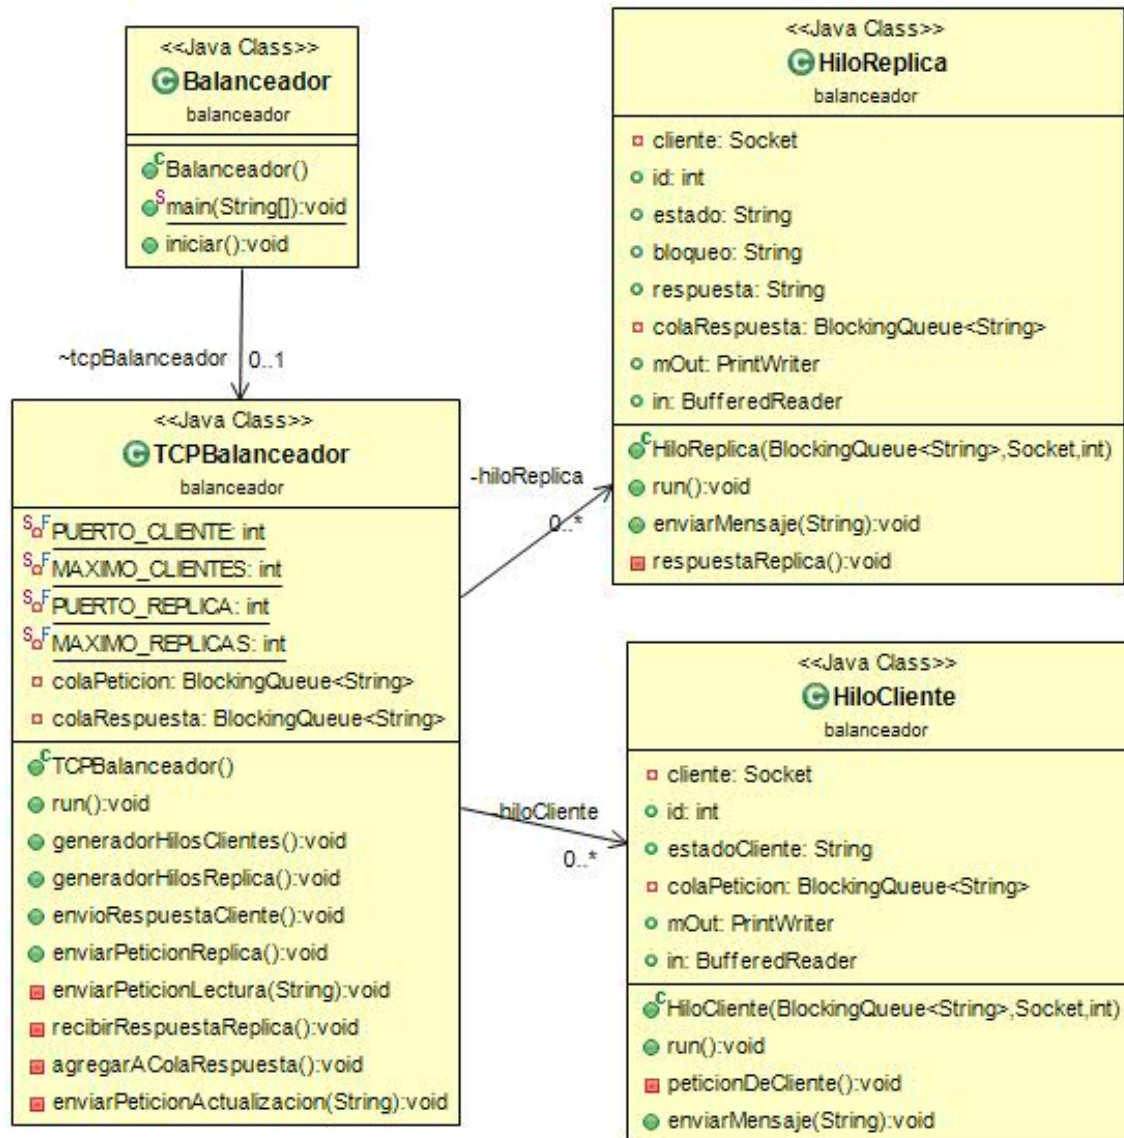 <<Java Class>>
Balanceador
balanceador
Balanceador()
main(String[]):void
iniciar():void
~tcpBalanceador 0..1
<<Java Class>>
TCPBalanceador
balanceador
PUERTO_CLIENTE: int
MAXIMO_CLIENTES: int
PUERTO_REPLICA: int
MAXIMO_REPLICAS: int
colaPeticion: BlockingQueue<String>
colaRespuesta: BlockingQueue<String>
TCPBalanceador()
run():void
generadorHilosClientes():void
generadorHilosReplica():void
envioRespuestaCliente():void
enviarPeticionReplica():void
enviarPeticionLectura(String):void
recibirRespuestaReplica():void
agregarAColaRespuesta():void
enviarPeticionActualizacion(String):void
-hiloReplica
0..*
<<Java Class>>
HiloReplica
balanceador
cliente: Socket
id: int
estado: String
bloqueo: String
respuesta: String
colaRespuesta: BlockingQueue<String>
mOut: PrintWriter
in: BufferedReader
HiloReplica(BlockingQueue<String>,Socket,int)
run():void
enviarMensaje(String):void
respuestaReplica():void
-hiloCliente
0..*
<<Java Class>>
HiloCliente
balanceador
cliente: Socket
id: int
estadoCliente: String
colaPeticion: BlockingQueue<String>
mOut: PrintWriter
in: BufferedReader
HiloCliente(BlockingQueue<String>,Socket,int)
run():void
peticionDeCliente():void
enviarMensaje(String):void